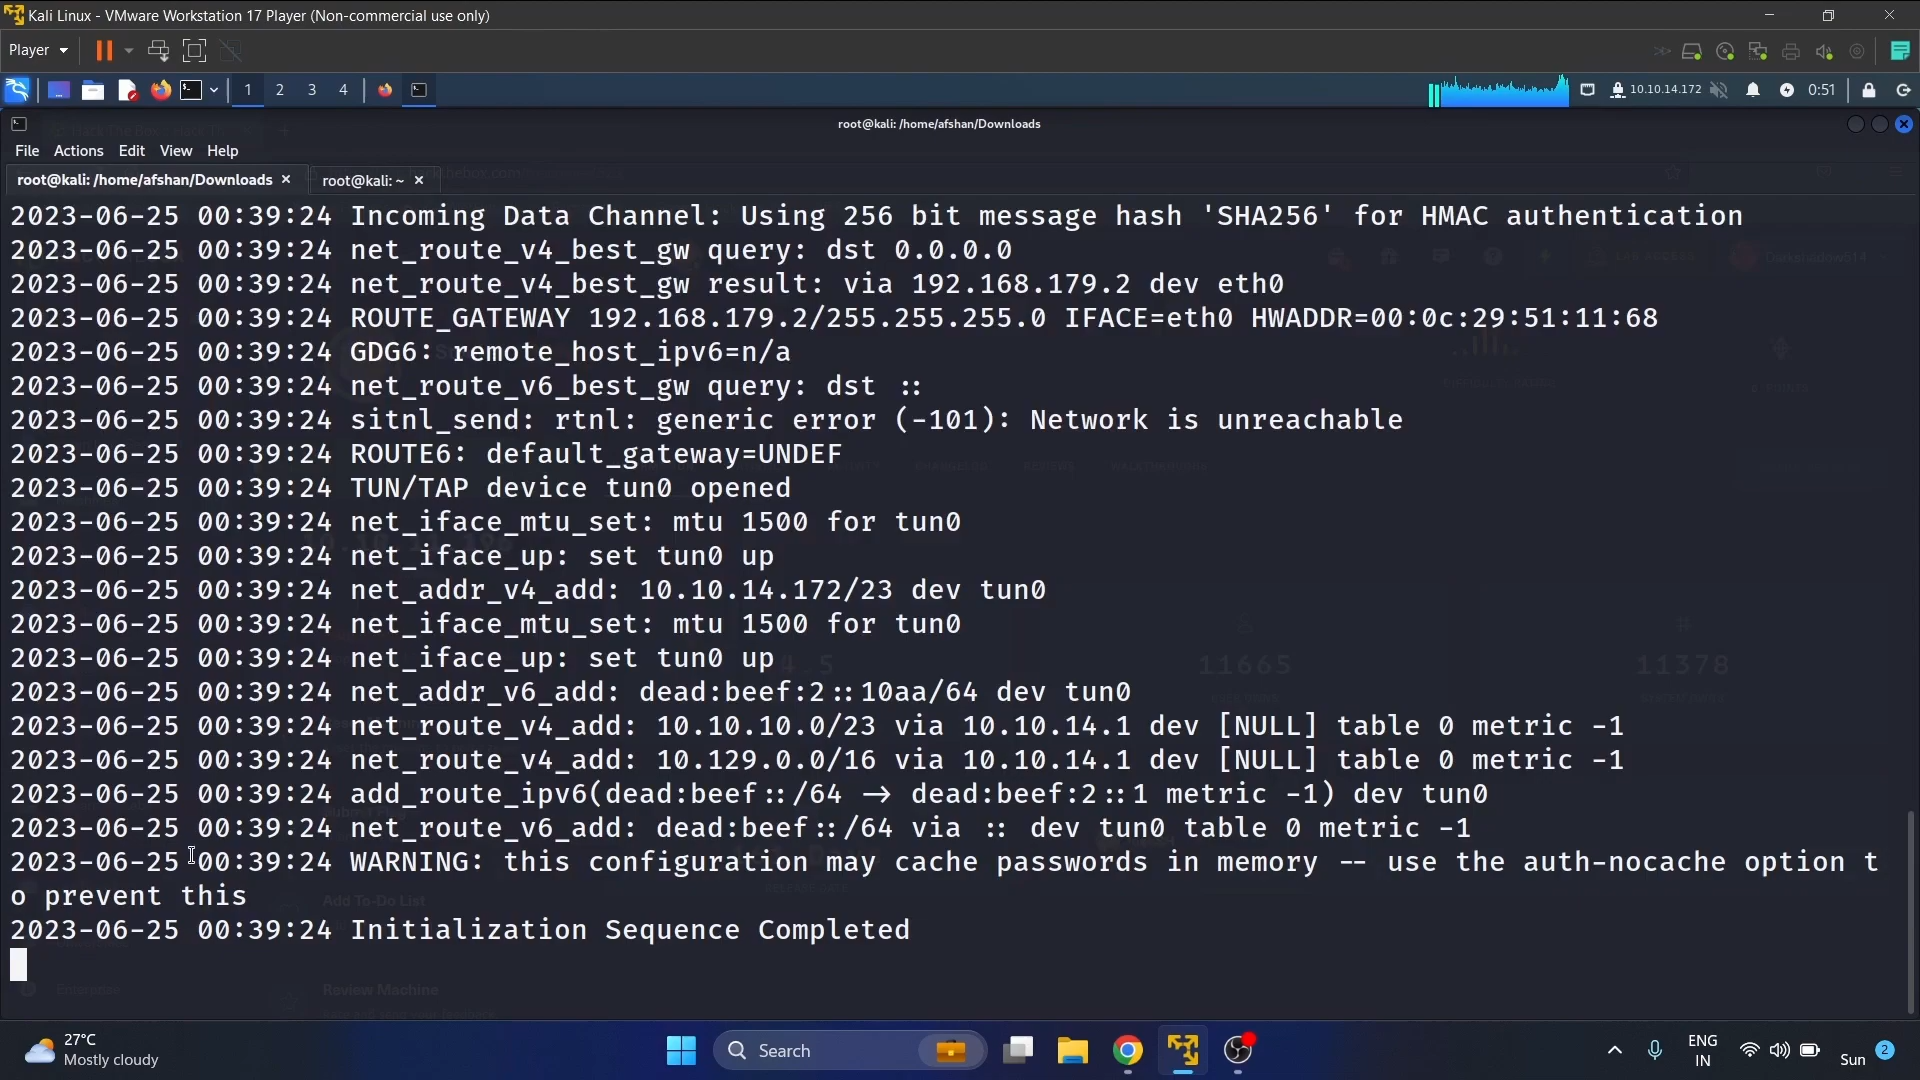 Kali Linux - VMware Workstation 17 Player (Non-commercial use only)
Player
1 2 3 4
10.10.14.172
0:51
root@kali: /home/afshan/Downloads
File Actions Edit View Help
root@kali: /home/afshan/Downloads
root@kali: ~
2023-06-25 00:39:24 Incoming Data Channel: Using 256 bit message hash 'SHA256' for HMAC authentication
2023-06-25 00:39:24 net_route_v4_best_gw query: dst 0.0.0.0
2023-06-25 00:39:24 net_route_v4_best_gw result: via 192.168.179.2 dev eth0
2023-06-25 00:39:24 ROUTE_GATEWAY 192.168.179.2/255.255.255.0 IFACE=eth0 HWADDR=00:0c:29:51:11:68
2023-06-25 00:39:24 GDG6: remote_host_ipv6=n/a
2023-06-25 00:39:24 net_route_v6_best_gw query: dst ::
2023-06-25 00:39:24 sitnl_send: rtnl: generic error (-101): Network is unreachable
2023-06-25 00:39:24 ROUTE6: default_gateway=UNDEF
2023-06-25 00:39:24 TUN/TAP device tun0 opened
2023-06-25 00:39:24 net_iface_mtu_set: mtu 1500 for tun0
2023-06-25 00:39:24 net_iface_up: set tun0 up
2023-06-25 00:39:24 net_addr_v4_add: 10.10.14.172/23 dev tun0
2023-06-25 00:39:24 net_iface_mtu_set: mtu 1500 for tun0
2023-06-25 00:39:24 net_iface_up: set tun0 up
2023-06-25 00:39:24 net_addr_v6_add: dead:beef:2::10aa/64 dev tun0
2023-06-25 00:39:24 net_route_v4_add: 10.10.10.0/23 via 10.10.14.1 dev [NULL] table 0 metric -1
2023-06-25 00:39:24 net_route_v4_add: 10.129.0.0/16 via 10.10.14.1 dev [NULL] table 0 metric -1
2023-06-25 00:39:24 add_route_ipv6(dead:beef::/64 -> dead:beef:2::1 metric -1) dev tun0
2023-06-25 00:39:24 net_route_v6_add: dead:beef::/64 via :: dev tun0 table 0 metric -1
2023-06-25 00:39:24 WARNING: this configuration may cache passwords in memory -- use the auth-nocache option t
o prevent this
2023-06-25 00:39:24 Initialization Sequence Completed
Darkshadow514
11665
11378
Add To-Do List
Review Machine
27°C
Mostly cloudy
Search
ENG
IN
Sun
2